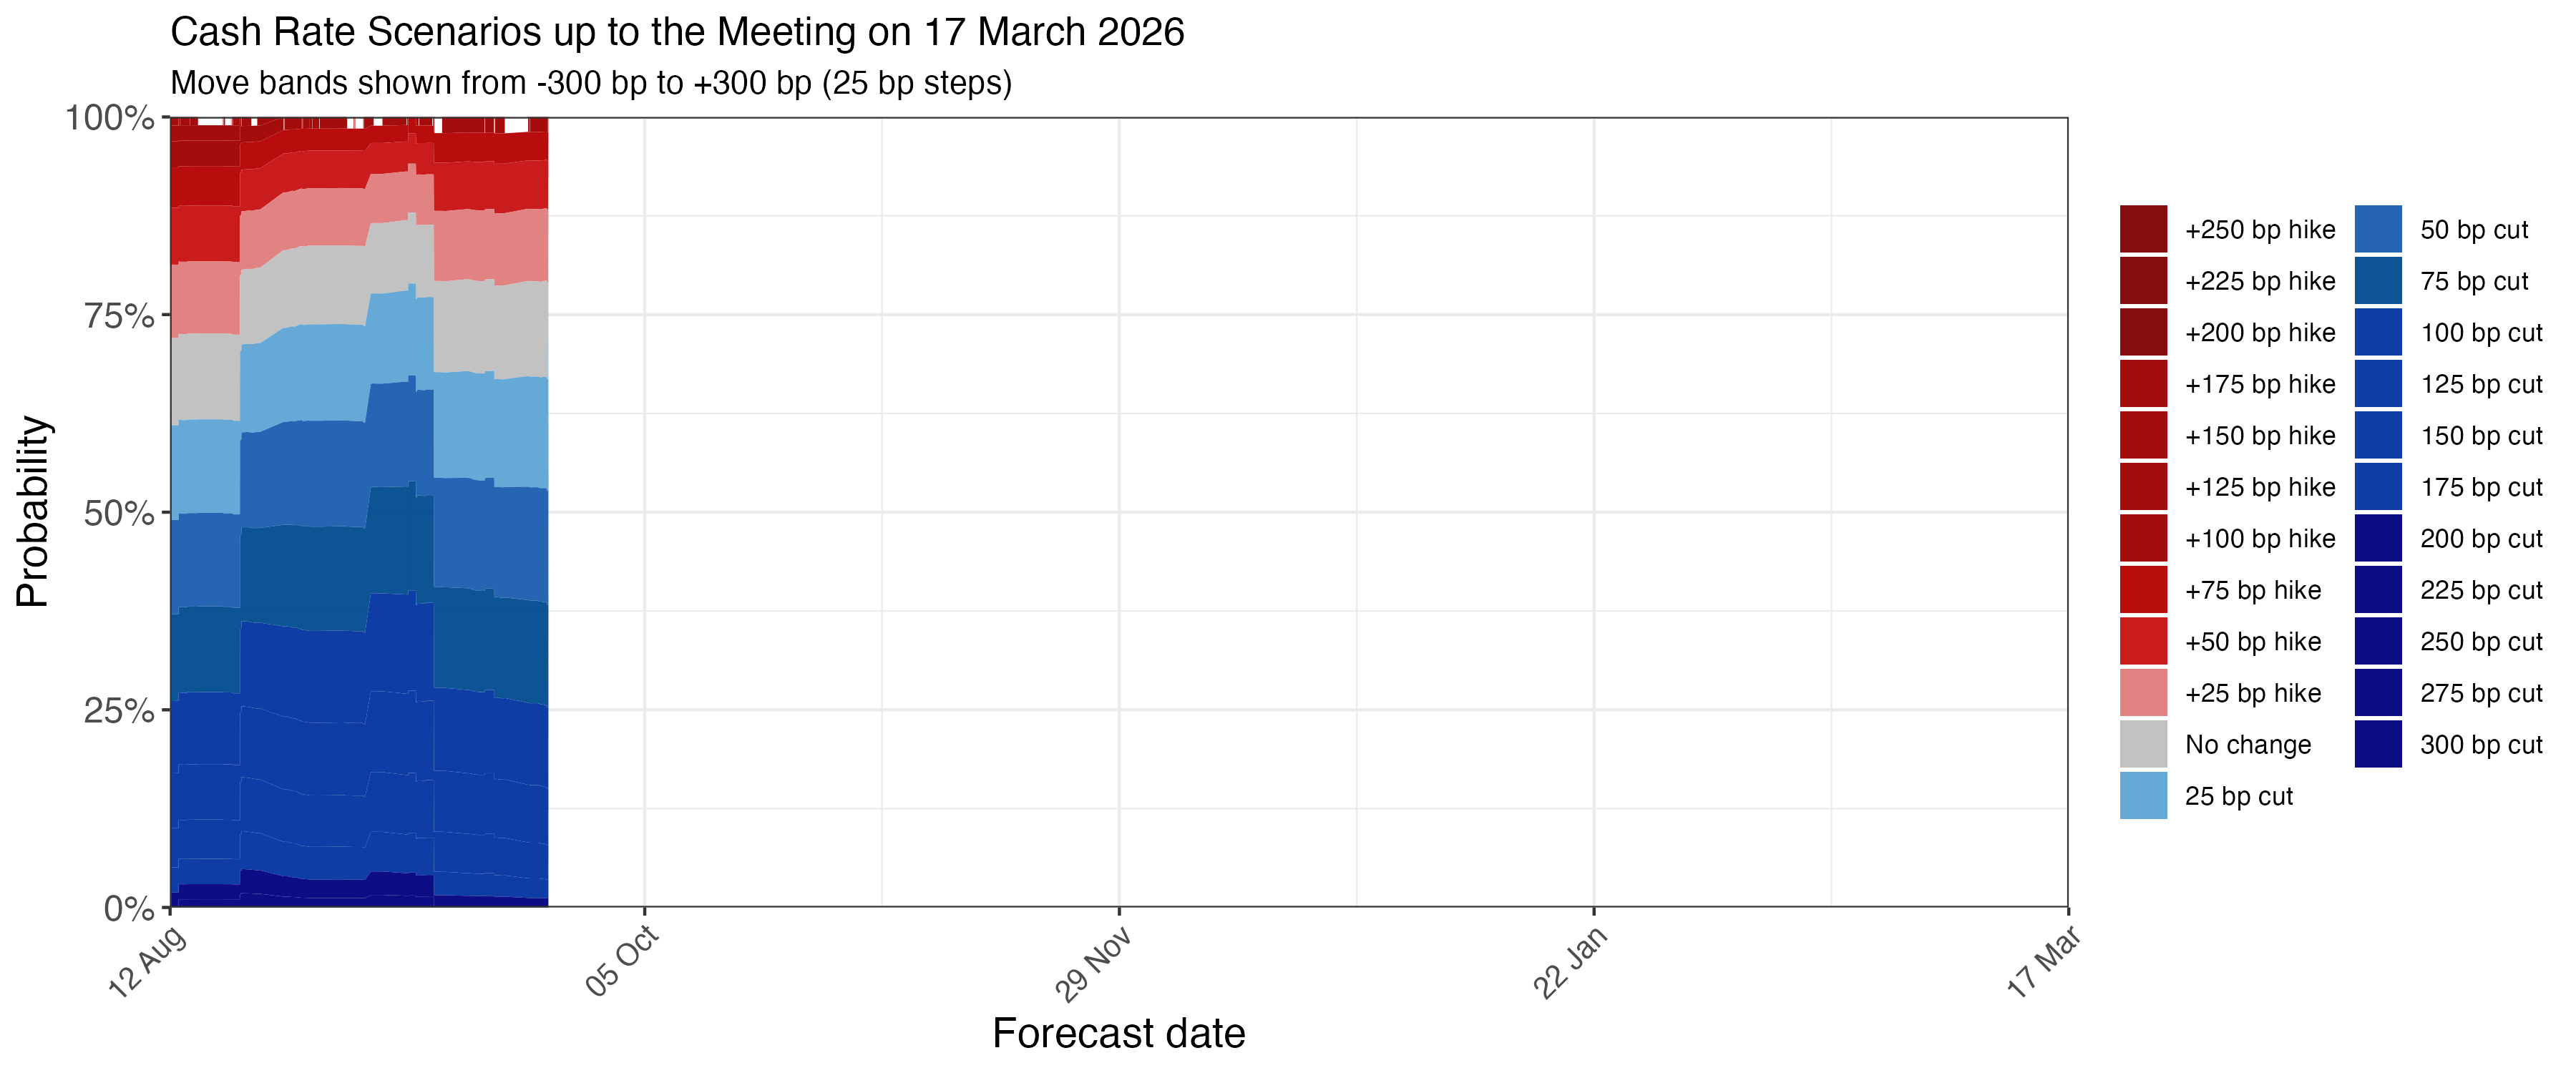 Cash Rate Scenarios up to the Meeting on 17 March 2026
Move bands shown from -300 bp to +300 bp (25 bp steps)
100%
75%
50%
25%
0%
Probability
12 Aug
05 Oct
29 Nov
22 Jan
17 Mar
Forecast date
+250 bp hike
+225 bp hike
+200 bp hike
+175 bp hike
+150 bp hike
+125 bp hike
+100 bp hike
+75 bp hike
+50 bp hike
+25 bp hike
No change
25 bp cut
50 bp cut
75 bp cut
100 bp cut
125 bp cut
150 bp cut
175 bp cut
200 bp cut
225 bp cut
250 bp cut
275 bp cut
300 bp cut